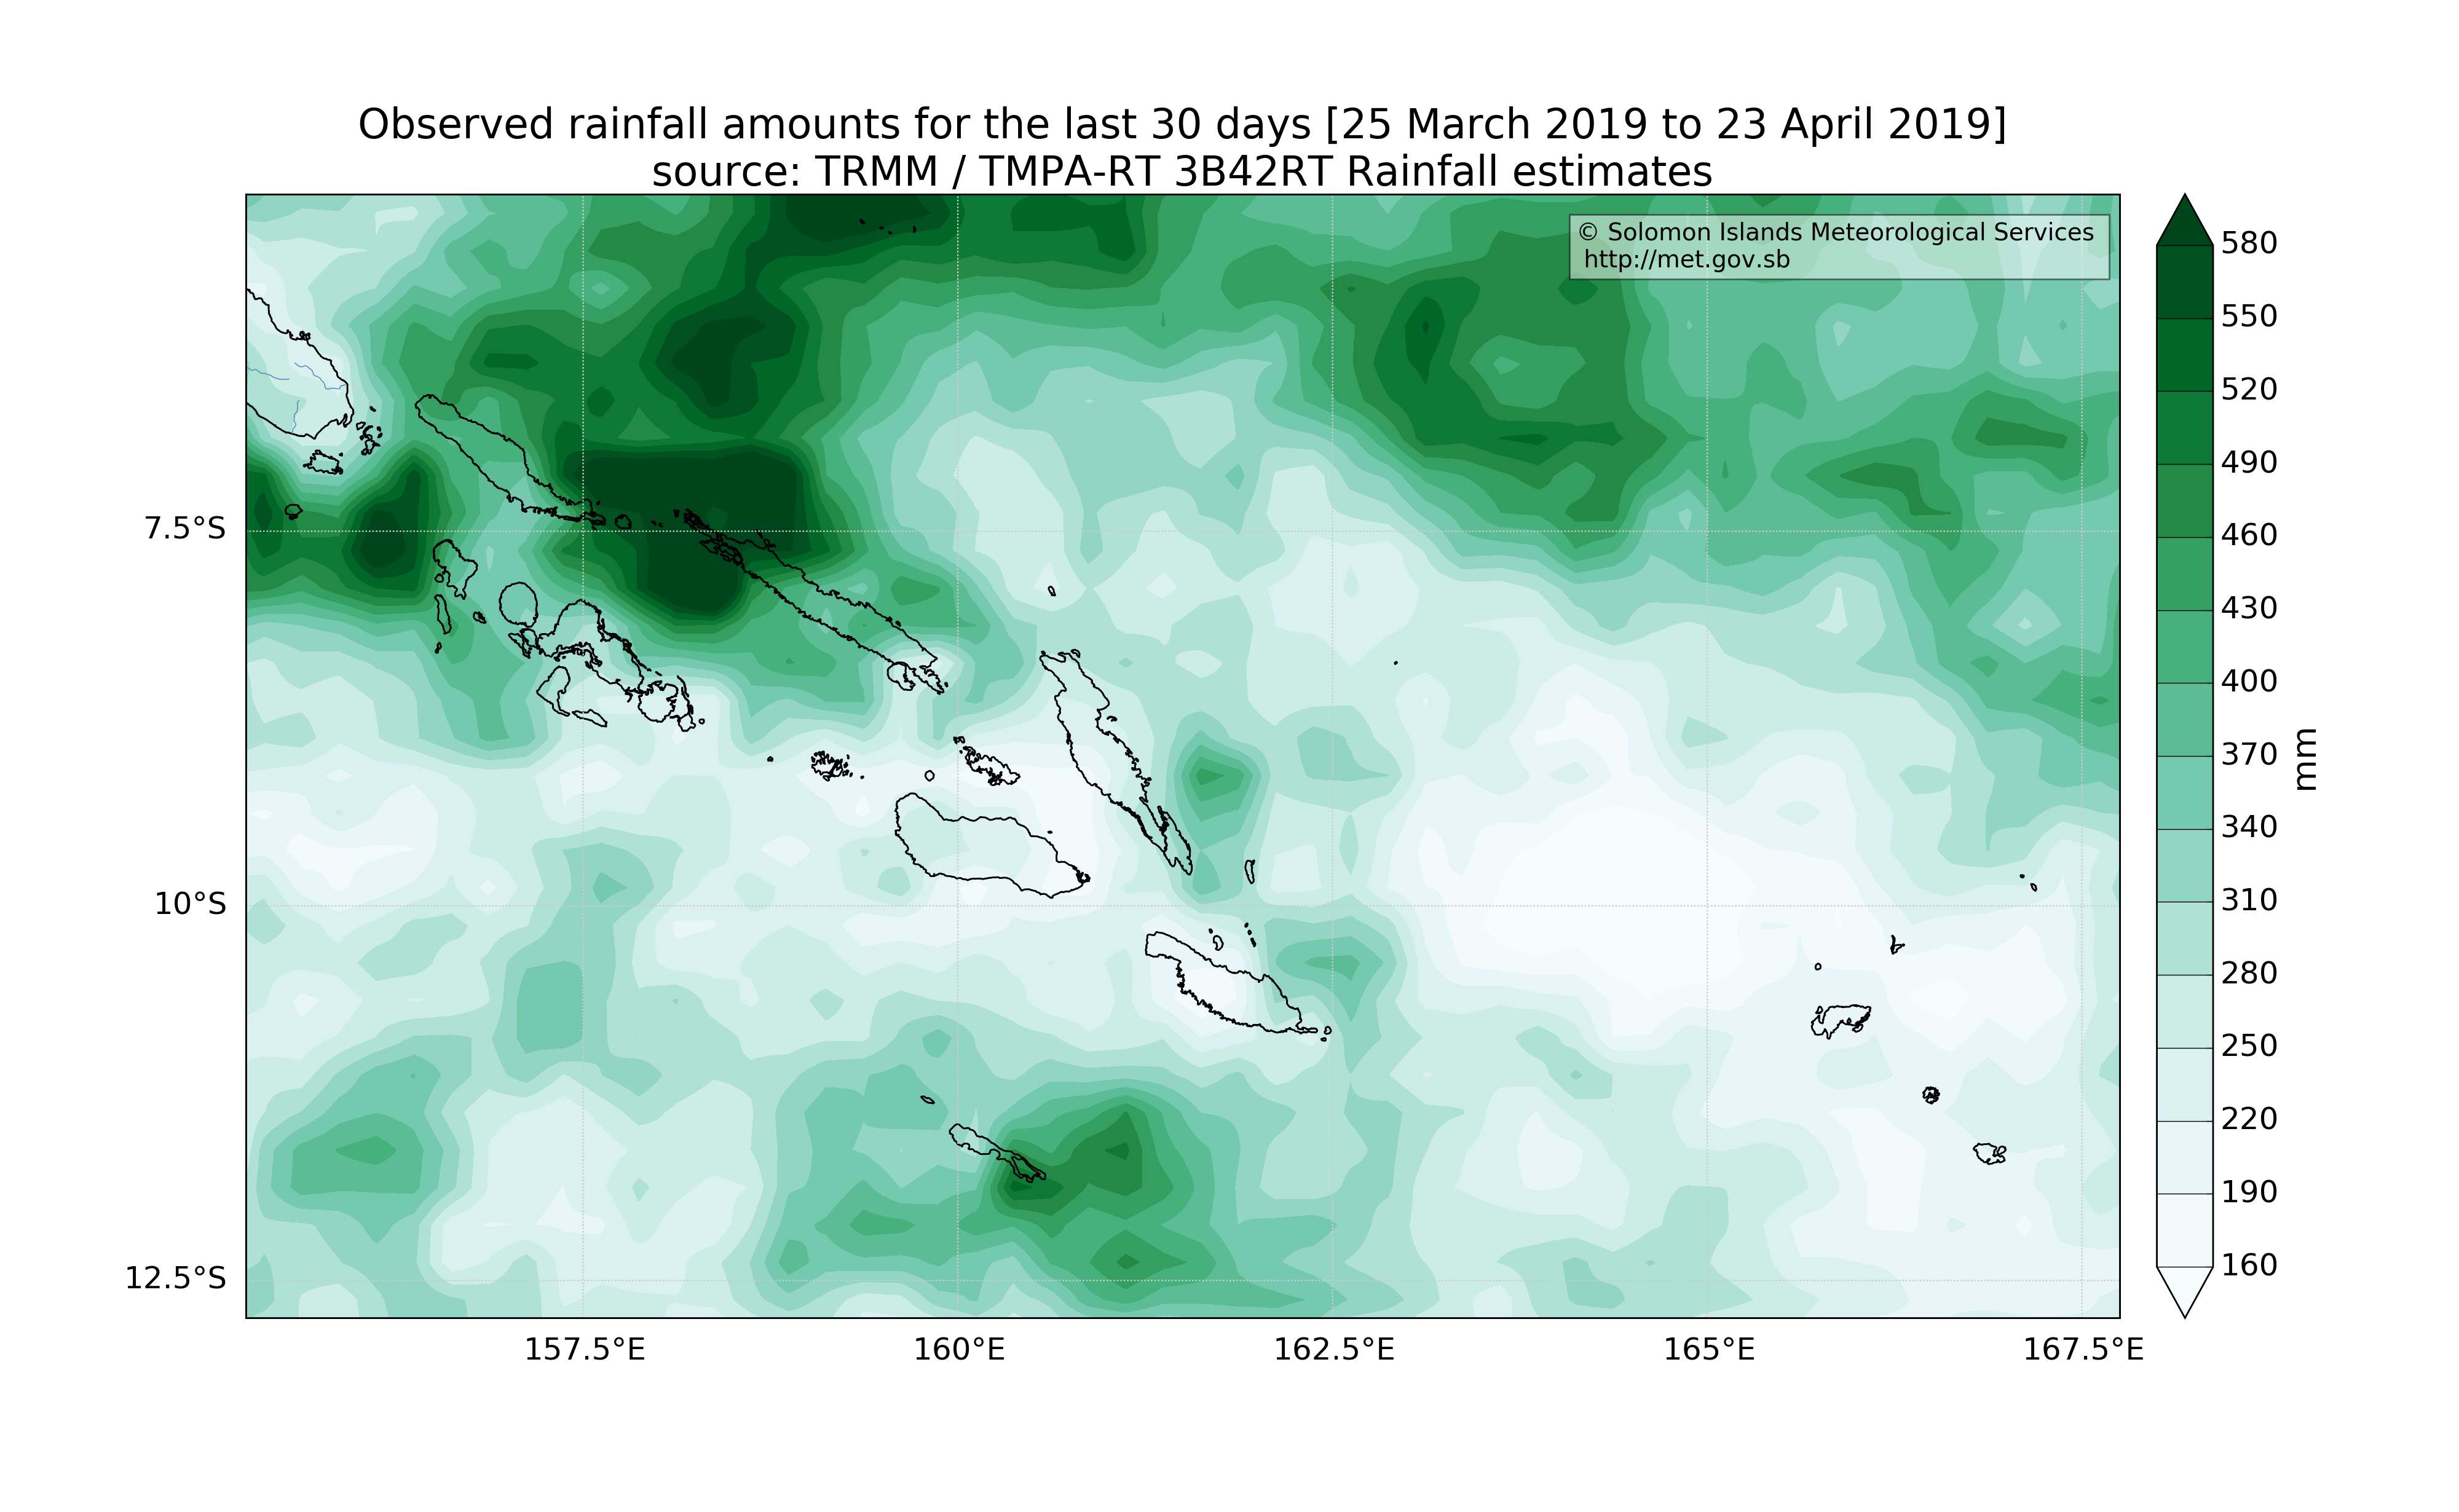 Observed rainfall amounts for the last 30 days [25 March 2019 to 23 April 2019]
source: TRMM / TMPA-RT 3B42RT Rainfall estimates
© Solomon Islands Meteorological Services
http://met.gov.sb
7.5°S
10°S
12.5°S
157.5°E
160°E
162.5°E
165°E
167.5°E
580
550
520
490
460
430
400
370
340
310
280
250
220
190
160
mm